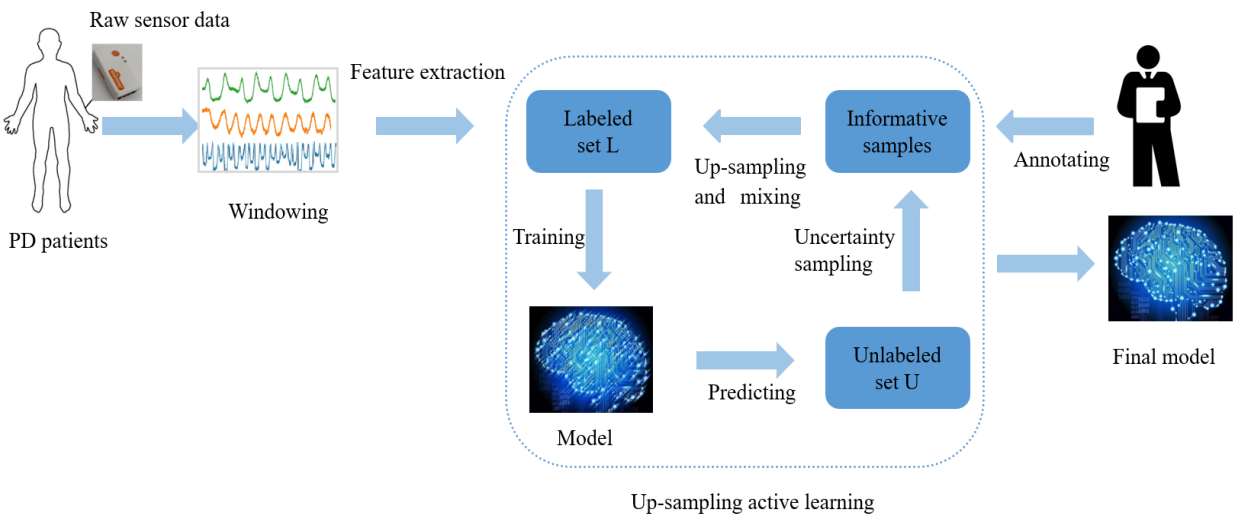 Raw sensor data
PD patients
Windowing
Feature extraction
Labeled
set L
Up-sampling
and mixing
Informative
samples
Annotating
Training
Uncertainty
sampling
Model
Predicting
Unlabeled
set U
Final model
Up-sampling active learning